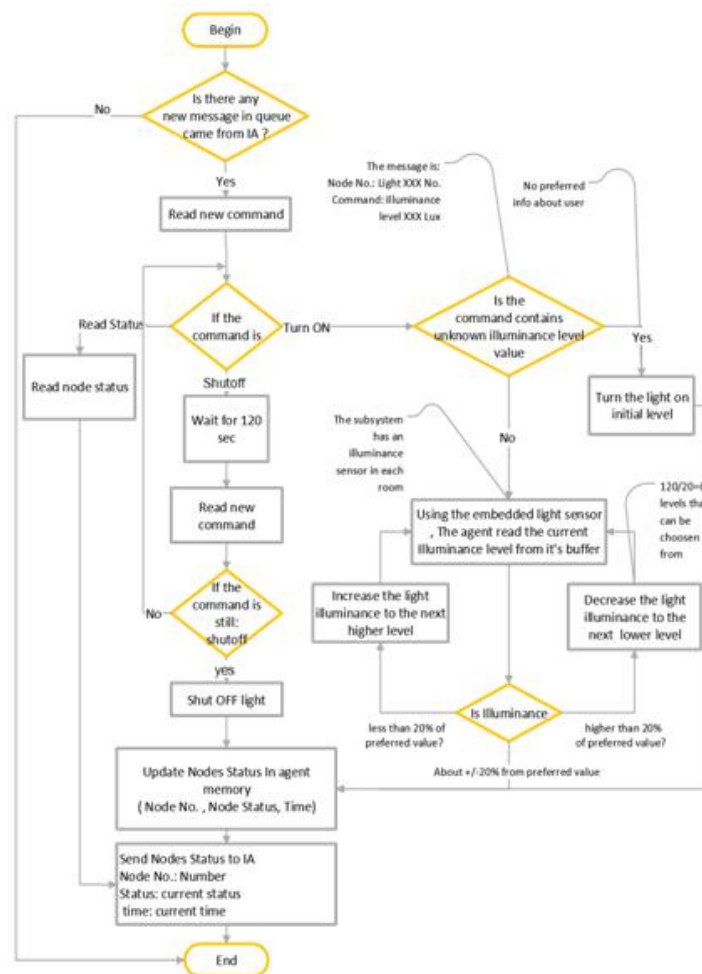 Begin
Is there any
new message in queue
came from IA ?
No
Yes
Read new command
The message is:
Node No.: Light XXX No.
Command: illuminance
level XXX Lux
No preferred
info about user
If the
command is
Read Status
Turn ON
Shutoff
Is the
command contains
unknown illuminance level
value
Yes
No
Read node status
Wait for 120
sec
Turn the light on
initial level
The subsystem
has an
illuminance
sensor in each
room
Read new
command
Using the embedded light sensor
, The agent read the current
illuminance level from it's buffer
120/20=6
levels tha
can be
choosen
from
If the
command is
still:
shutoff
No
yes
Increase the light
illuminance to the next
higher level
Decrease the light
illuminance to the
next lower level
Shut OFF light
Is Illuminance
less than 20% of
preferred value?
higher than 20%
of preferred value?
About +/-20% from preferred value
Update Nodes Status In agent
memory
( Node No. , Node Status, Time)
Send Nodes Status to IA
Node No.: Number
Status: current status
time: current time
End